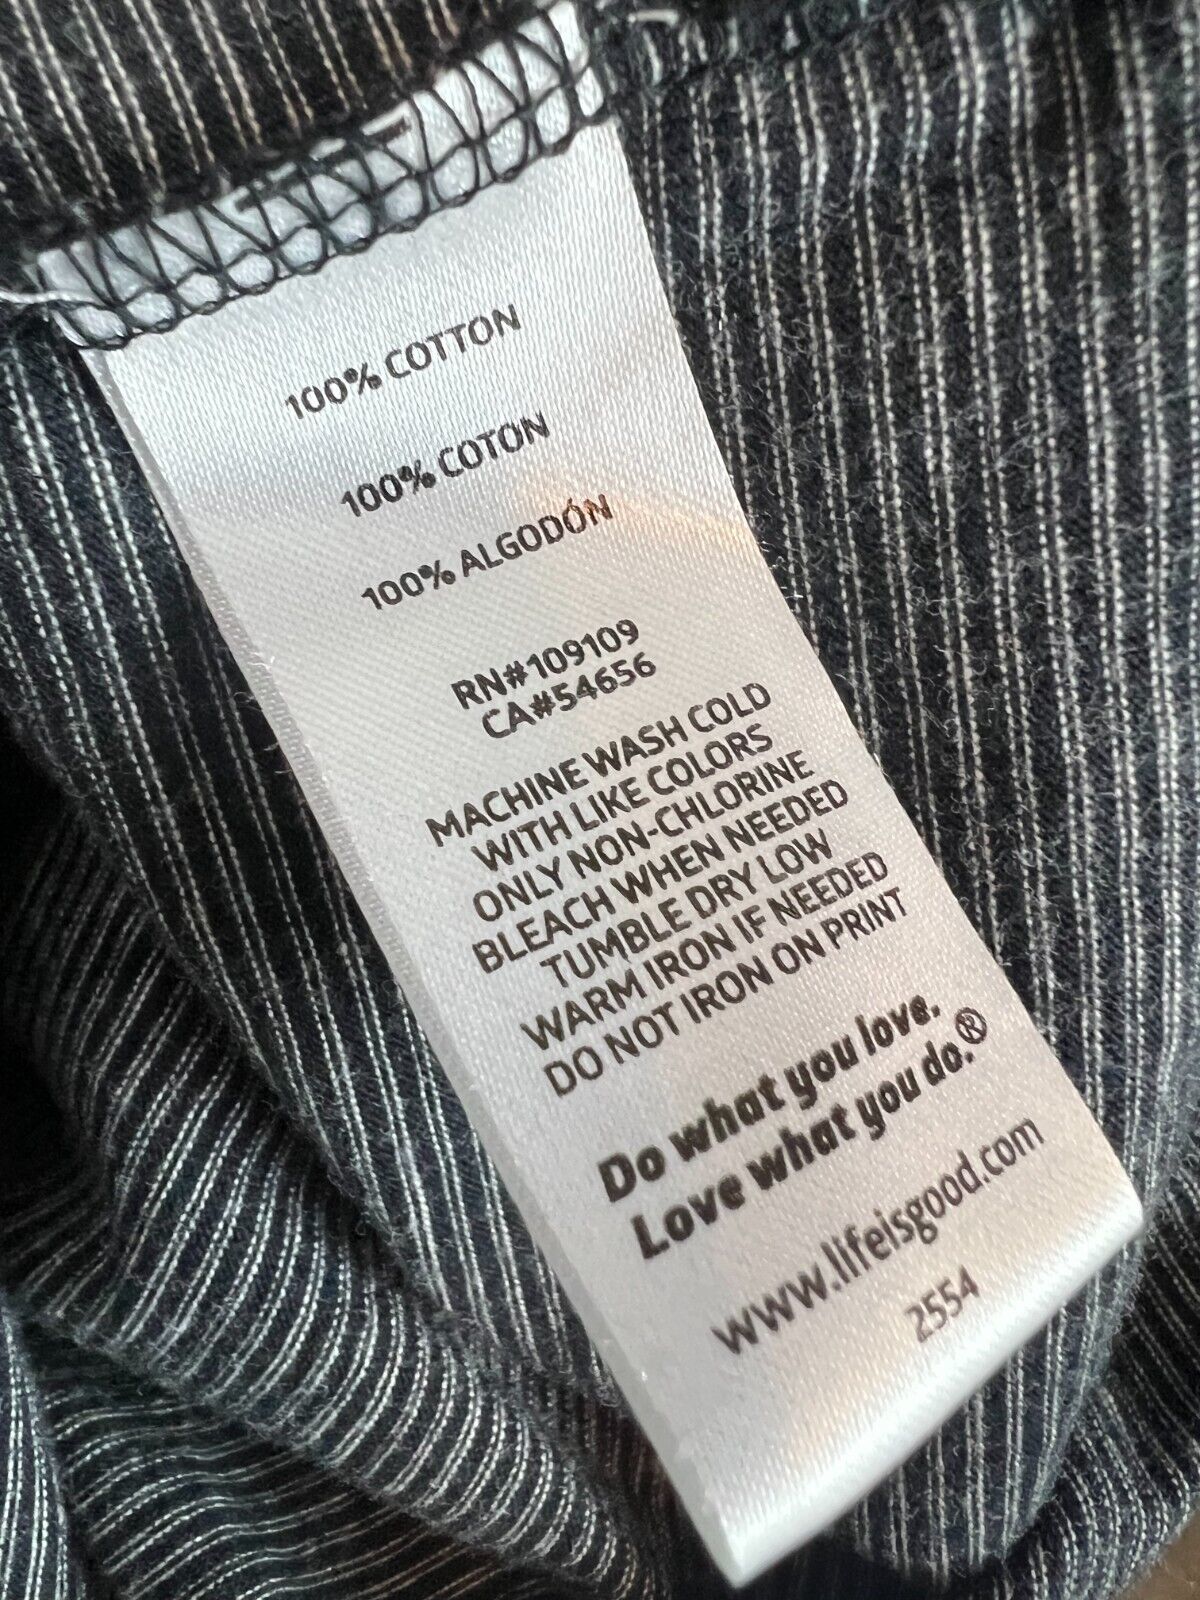 100% COTTON
100% COTON
100% ALGODÓN
RN#109109
CA#54656
MACHINE WASH COLD
WITH LIKE COLORS
ONLY NON-CHLORINE
BLEACH WHEN NEEDED
TUMBLE DRY LOW
WARM IRON IF NEEDED
DO NOT IRON ON PRINT
Do what you love.
Love what you do.®
www.lifeisgood.com
2554